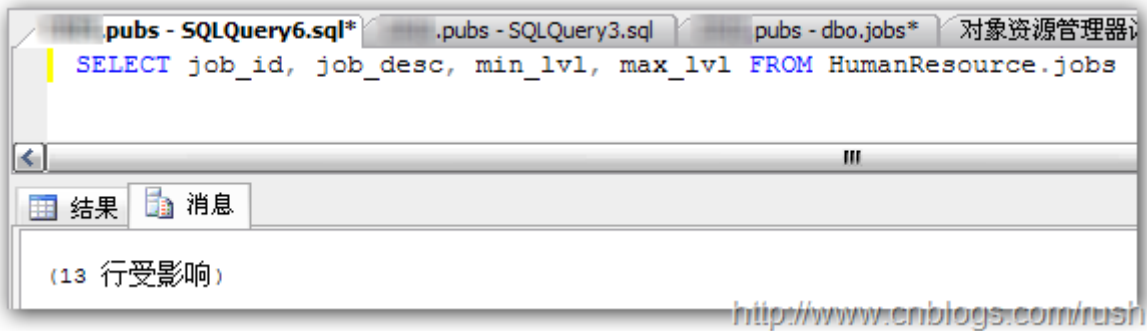 .pubs - SQLQuery6.sql* .pubs - SQLQuery3.sql pubs - dbo.jobs* 对象资源管理器
SELECT job_id, job_desc, min_lvl, max_lvl FROM HumanResource.jobs
结果 消息
(13 行受影响)
http://www.cnblogs.com/rush